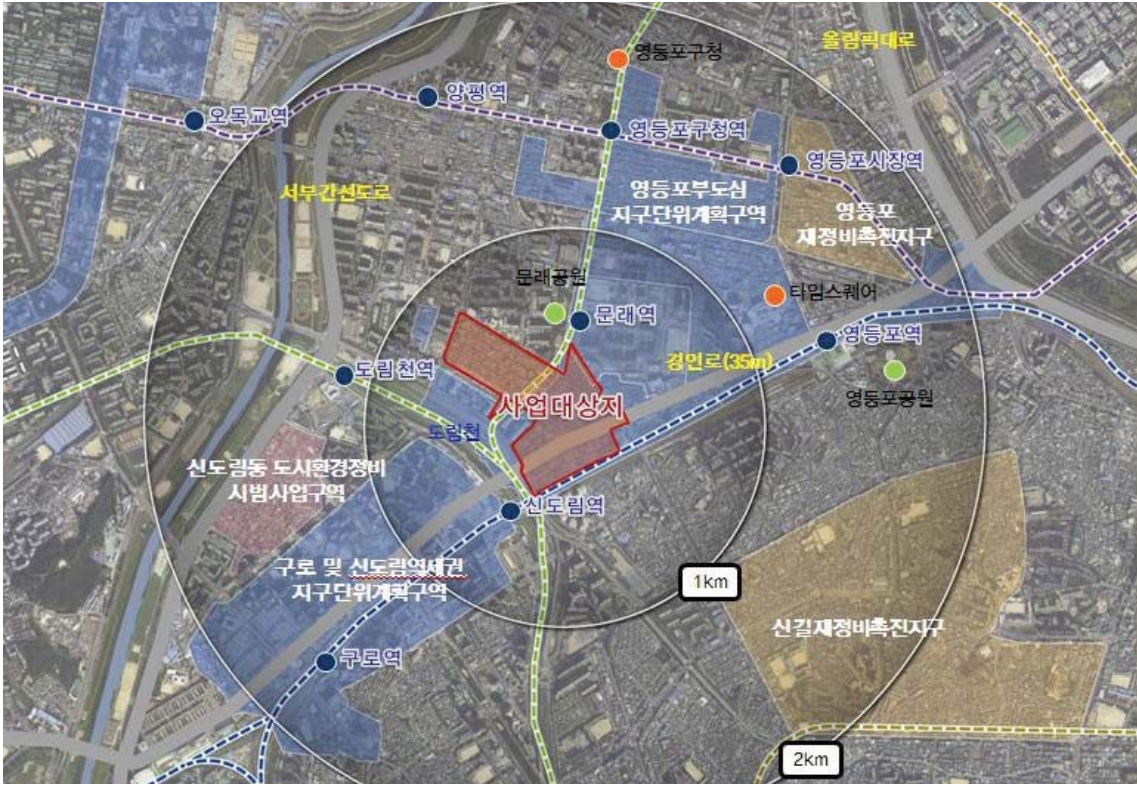 올림픽대로
영등포구청
양평역
오목교역
영등포구청역
영등포시장역
서부간선도로
영등포부도심
지구단위계획구역
영등포
재정비촉진지구
문래공원
타임스퀘어
문래역
영등포역
경인로(35m)
도림천역
영등포공원
사업대상지
도림천
신도림동 도시환경정비
시범사업구역
신도림역
구로 및 신도림역세권
지구단위계획구역
1km
신길재정비촉진지구
구로역
2km